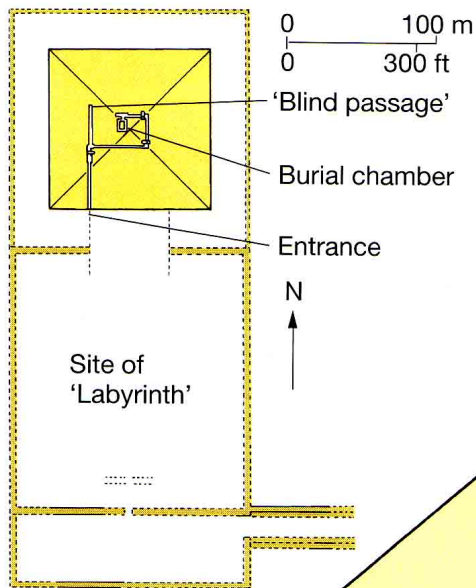 0 100 m
0 300 ft
‘Blind passage’
Burial chamber
Entrance
N
Site of
‘Labyrinth’